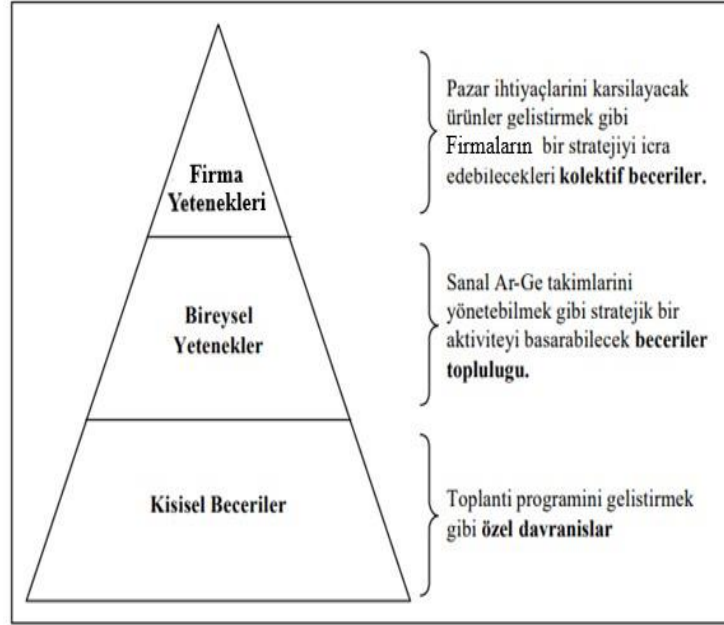 Firma
Yetenekleri
Pazar ihtiyaçlarini karsilayacak
ürünler gelistirmek gibi
Firmaların bir stratejiyi icra
edebilecekleri kolektif beceriler.
Bireysel
Yetenekler
Sanal Ar-Ge takimlarini
yönetebilmek gibi stratejik bir
aktiviteyi basarabilecek beceriler
toplulugu.
Kisisel Beceriler
Toplanti programini gelistirmek
gibi özel davranislar